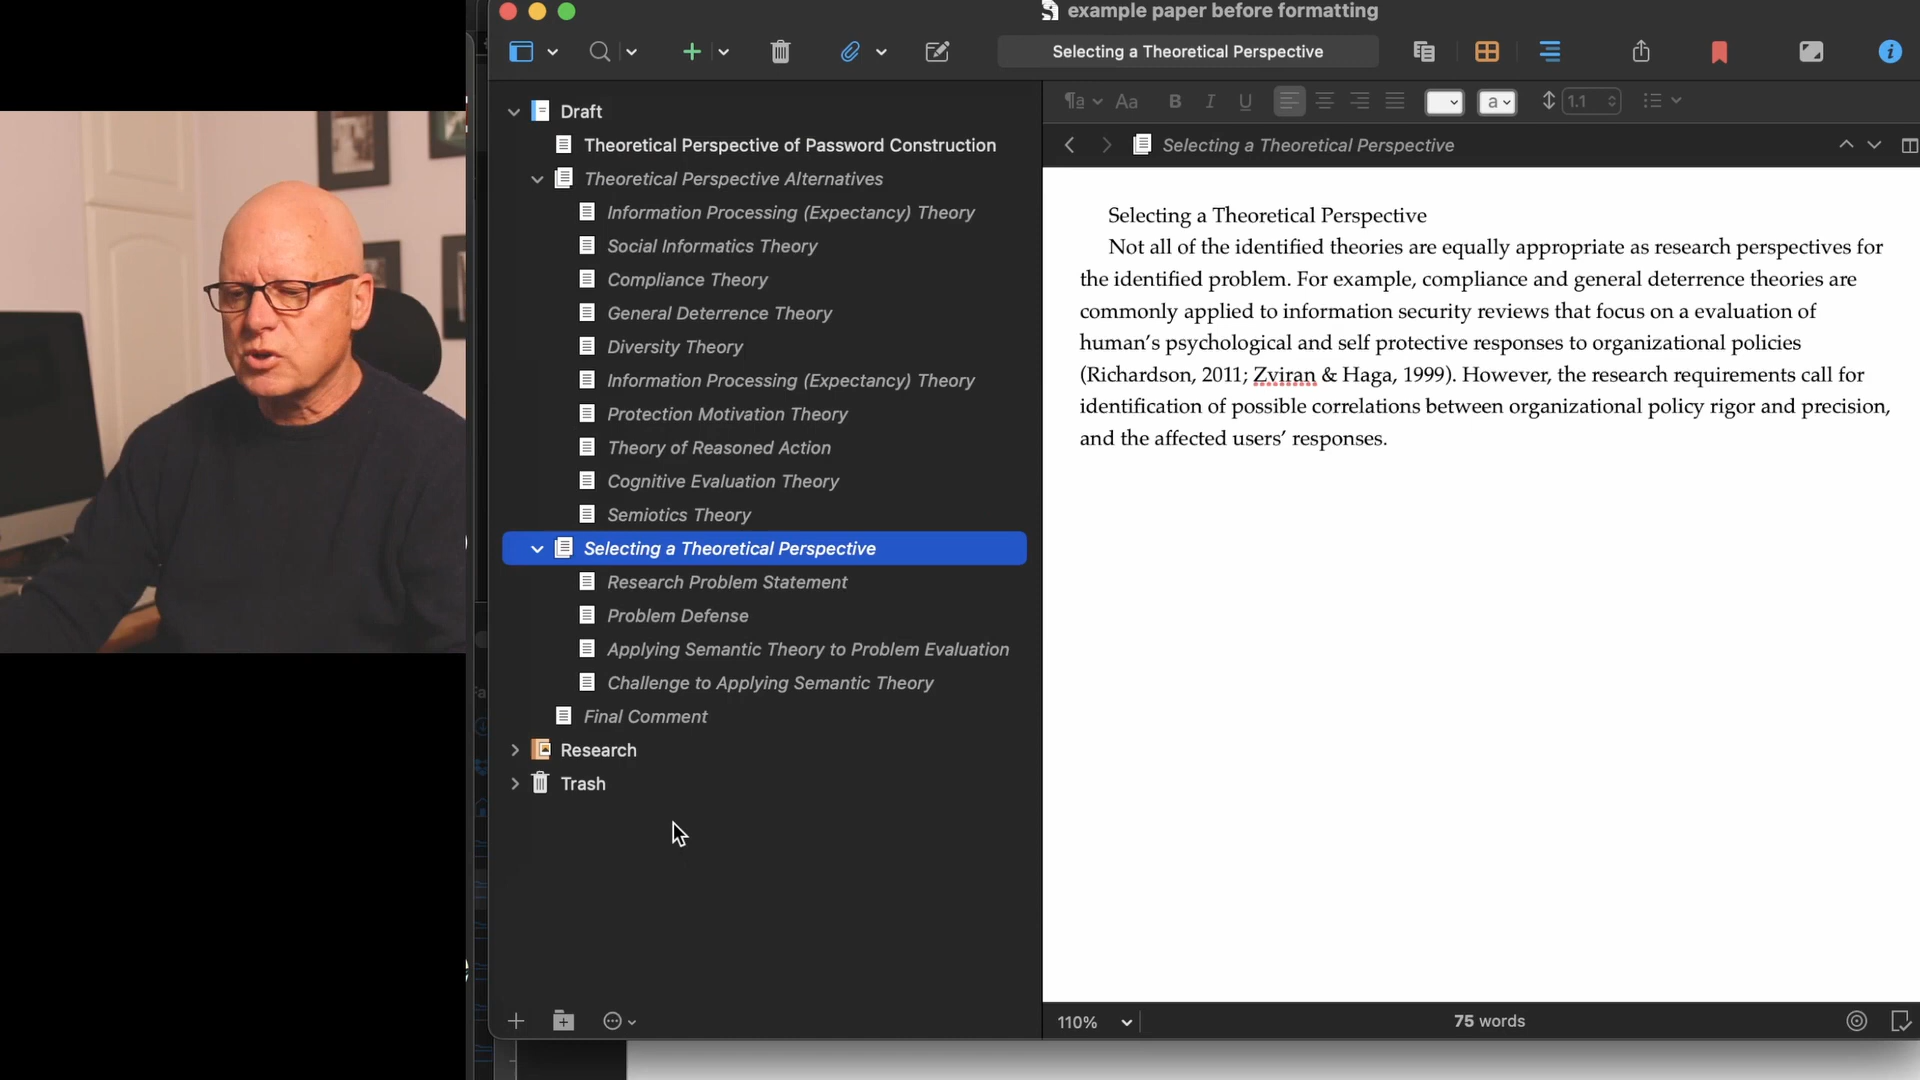 example paper before formatting
Selecting a Theoretical Perspective
Draft
Theoretical Perspective of Password Construction
Theoretical Perspective Alternatives
Information Processing (Expectancy) Theory
Social Informatics Theory
Compliance Theory
General Deterrence Theory
Diversity Theory
Information Processing (Expectancy) Theory
Protection Motivation Theory
Theory of Reasoned Action
Cognitive Evaluation Theory
Semiotics Theory
Selecting a Theoretical Perspective
Research Problem Statement
Problem Defense
Applying Semantic Theory to Problem Evaluation
Challenge to Applying Semantic Theory
Final Comment
Research
Trash
Aa B I U a 1.1
Selecting a Theoretical Perspective
Selecting a Theoretical Perspective
Not all of the identified theories are equally appropriate as research perspectives for
the identified problem. For example, compliance and general deterrence theories are
commonly applied to information security reviews that focus on a evaluation of
human’s psychological and self protective responses to organizational policies
(Richardson, 2011; Zviran & Haga, 1999). However, the research requirements call for
identification of possible correlations between organizational policy rigor and precision,
and the affected users’ responses.
110%
75 words